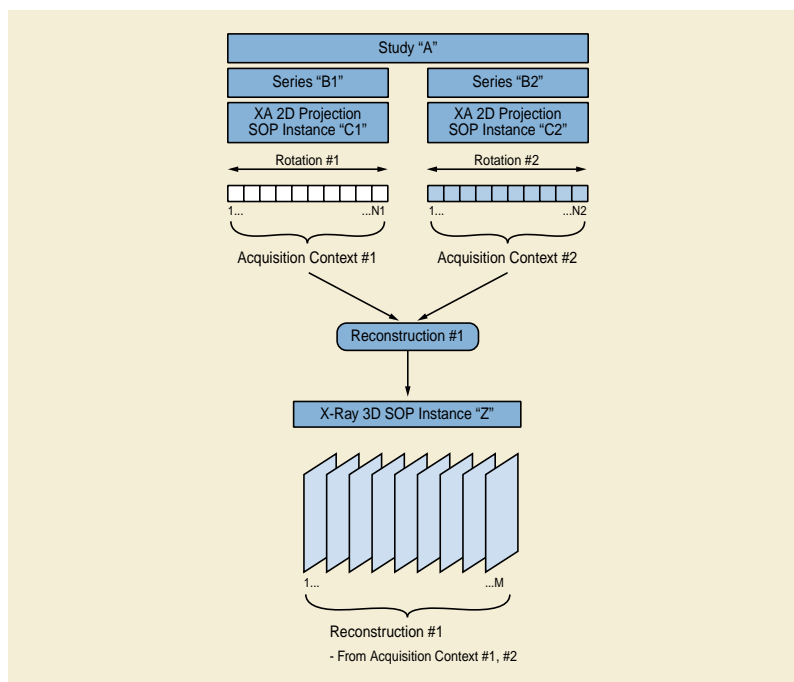 Study “A”
Series “B1”
Series “B2”
XA 2D Projection
SOP Instance “C1”
XA 2D Projection
SOP Instance “C2”
Rotation #1
Rotation #2
1...
...N1
1...
...N2
Acquisition Context #1
Acquisition Context #2
Reconstruction #1
X-Ray 3D SOP Instance “Z”
1...
...M
Reconstruction #1
- From Acquisition Context #1, #2